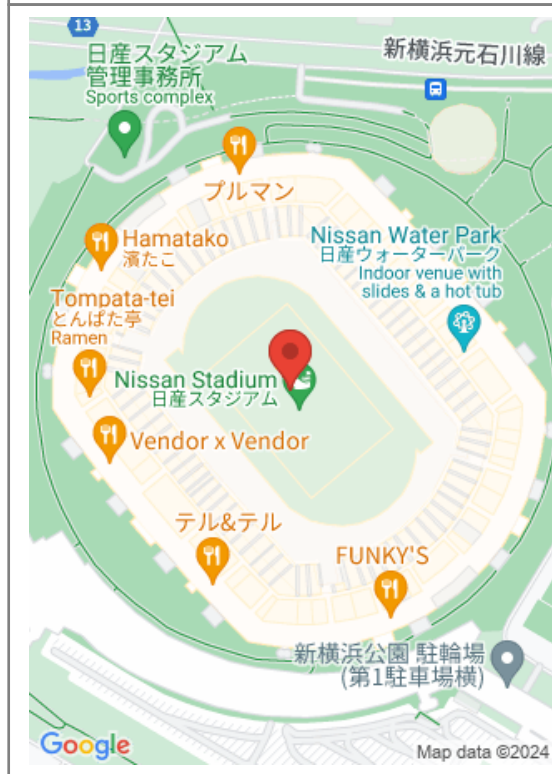 13
日産スタジアム
管理事務所
Sports complex
新横浜元石川線
プルマン
Hamatako
濱たこ
Nissan Water Park
日産ウォーターパーク
Indoor venue with
slides & a hot tub
Tompata-tei
とんぱた亭
Ramen
Nissan Stadium
日産スタジアム
Vendor x Vendor
テル&テル
FUNKY'S
新横浜公園 駐輪場
(第1駐車場横)
Google
Map data ©2024